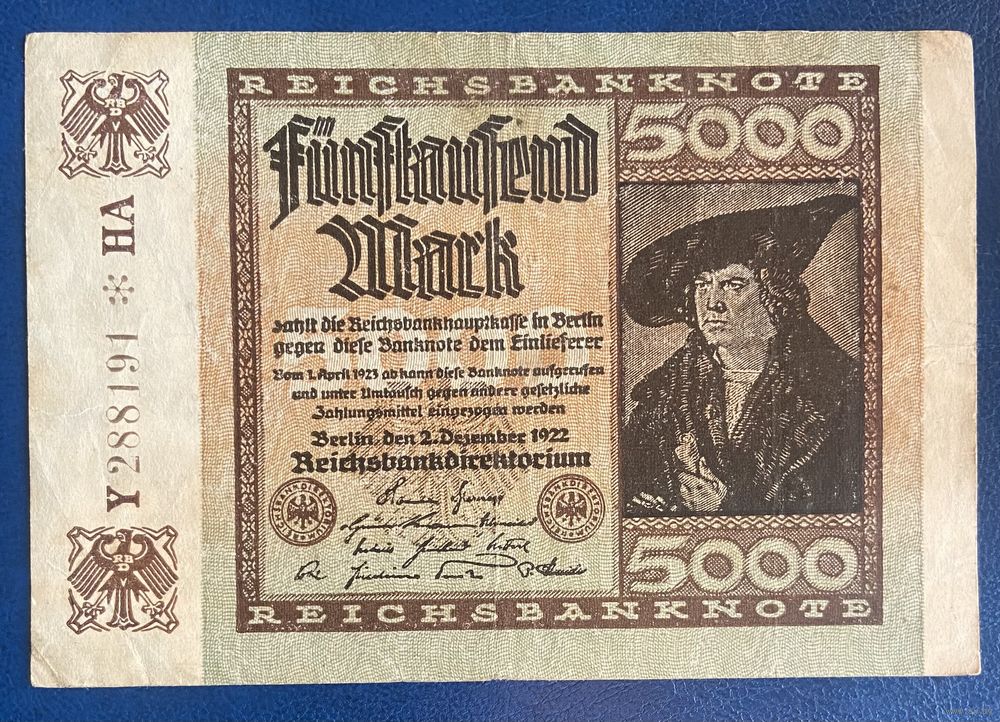 REICHSBANKNOTE
5000
Fünftausend
Mark
zahlt die Reichsbankhauptkasse in Berlin
gegen diese Banknote dem Einlieferer
Vom 1. April 1923 ab kann diese Banknote aufgerufen
und unter Umtausch gegen andere gesetzliche
Zahlungsmittel eingezogen werden
Berlin, den 2. Dezember 1922
Reichsbankdirektorium
5000
REICHSBANKNOTE
Y 288191 * HA
RBD
RBD